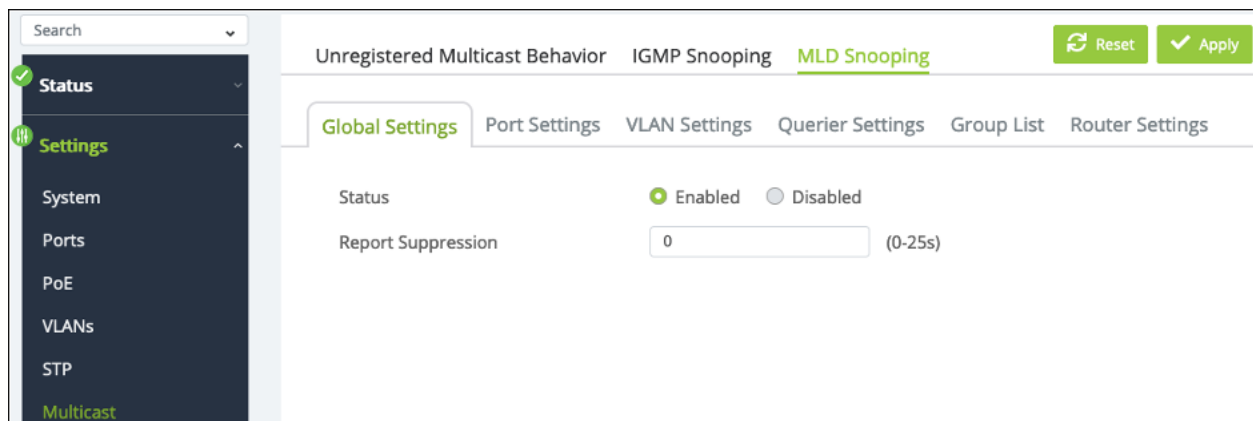 Search
Status
Settings
System
Ports
PoE
VLANs
STP
Multicast
Unregistered Multicast Behavior IGMP Snooping MLD Snooping
Reset Apply
Global Settings Port Settings VLAN Settings Querier Settings Group List Router Settings
Status Enabled Disabled
Report Suppression 0 (0-25s)